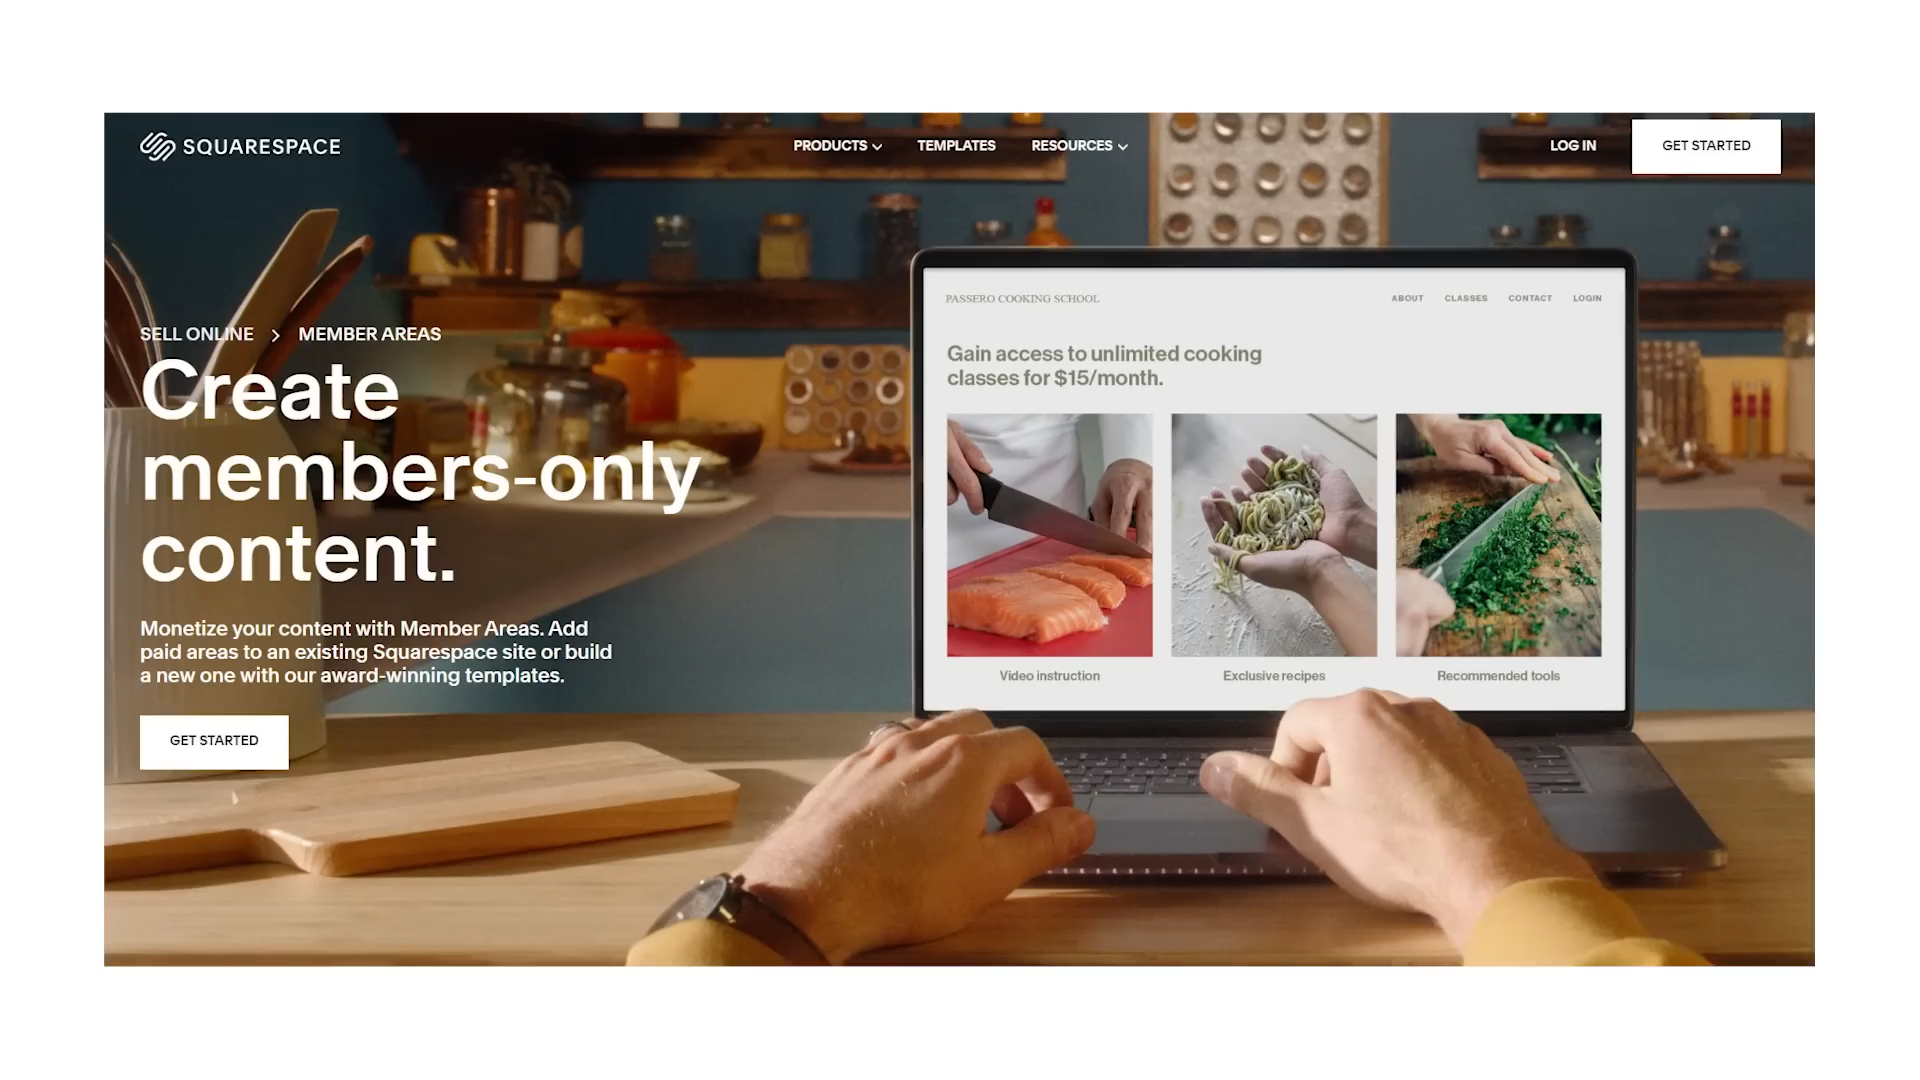 SQUARESPACE
PRODUCTS
TEMPLATES
RESOURCES
LOG IN
GET STARTED
SELL ONLINE > MEMBER AREAS
Create
members-only
content.
Monetize your content with Member Areas. Add
paid areas to an existing Squarespace site or build
a new one with our award-winning templates.
GET STARTED
PASSERO COOKING SCHOOL
ABOUT
CLASSES
CONTACT
LOGIN
Gain access to unlimited cooking
classes for $15/month.
Video instruction
Exclusive recipes
Recommended tools